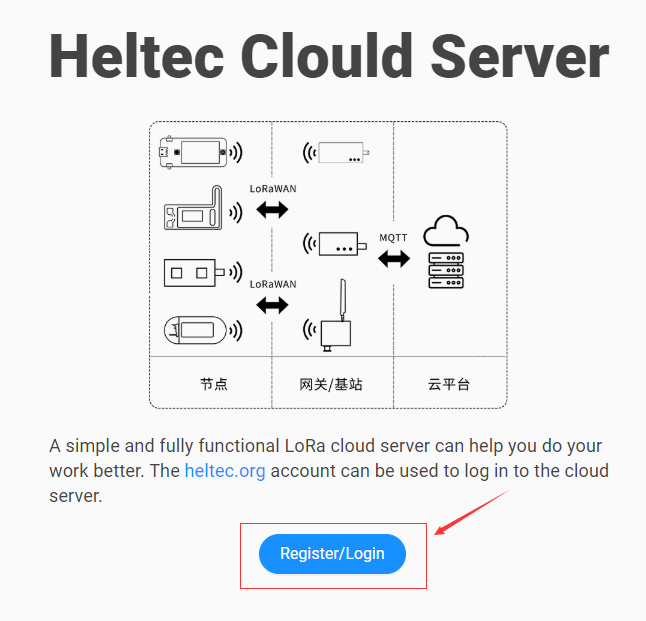 Heltec Clould Server
LoRaWAN
MQTT
LoRaWAN
节点
网关/基站
云平台
A simple and fully functional LoRa cloud server can help you do your
work better. The heltec.org account can be used to log in to the cloud
server.
Register/Login